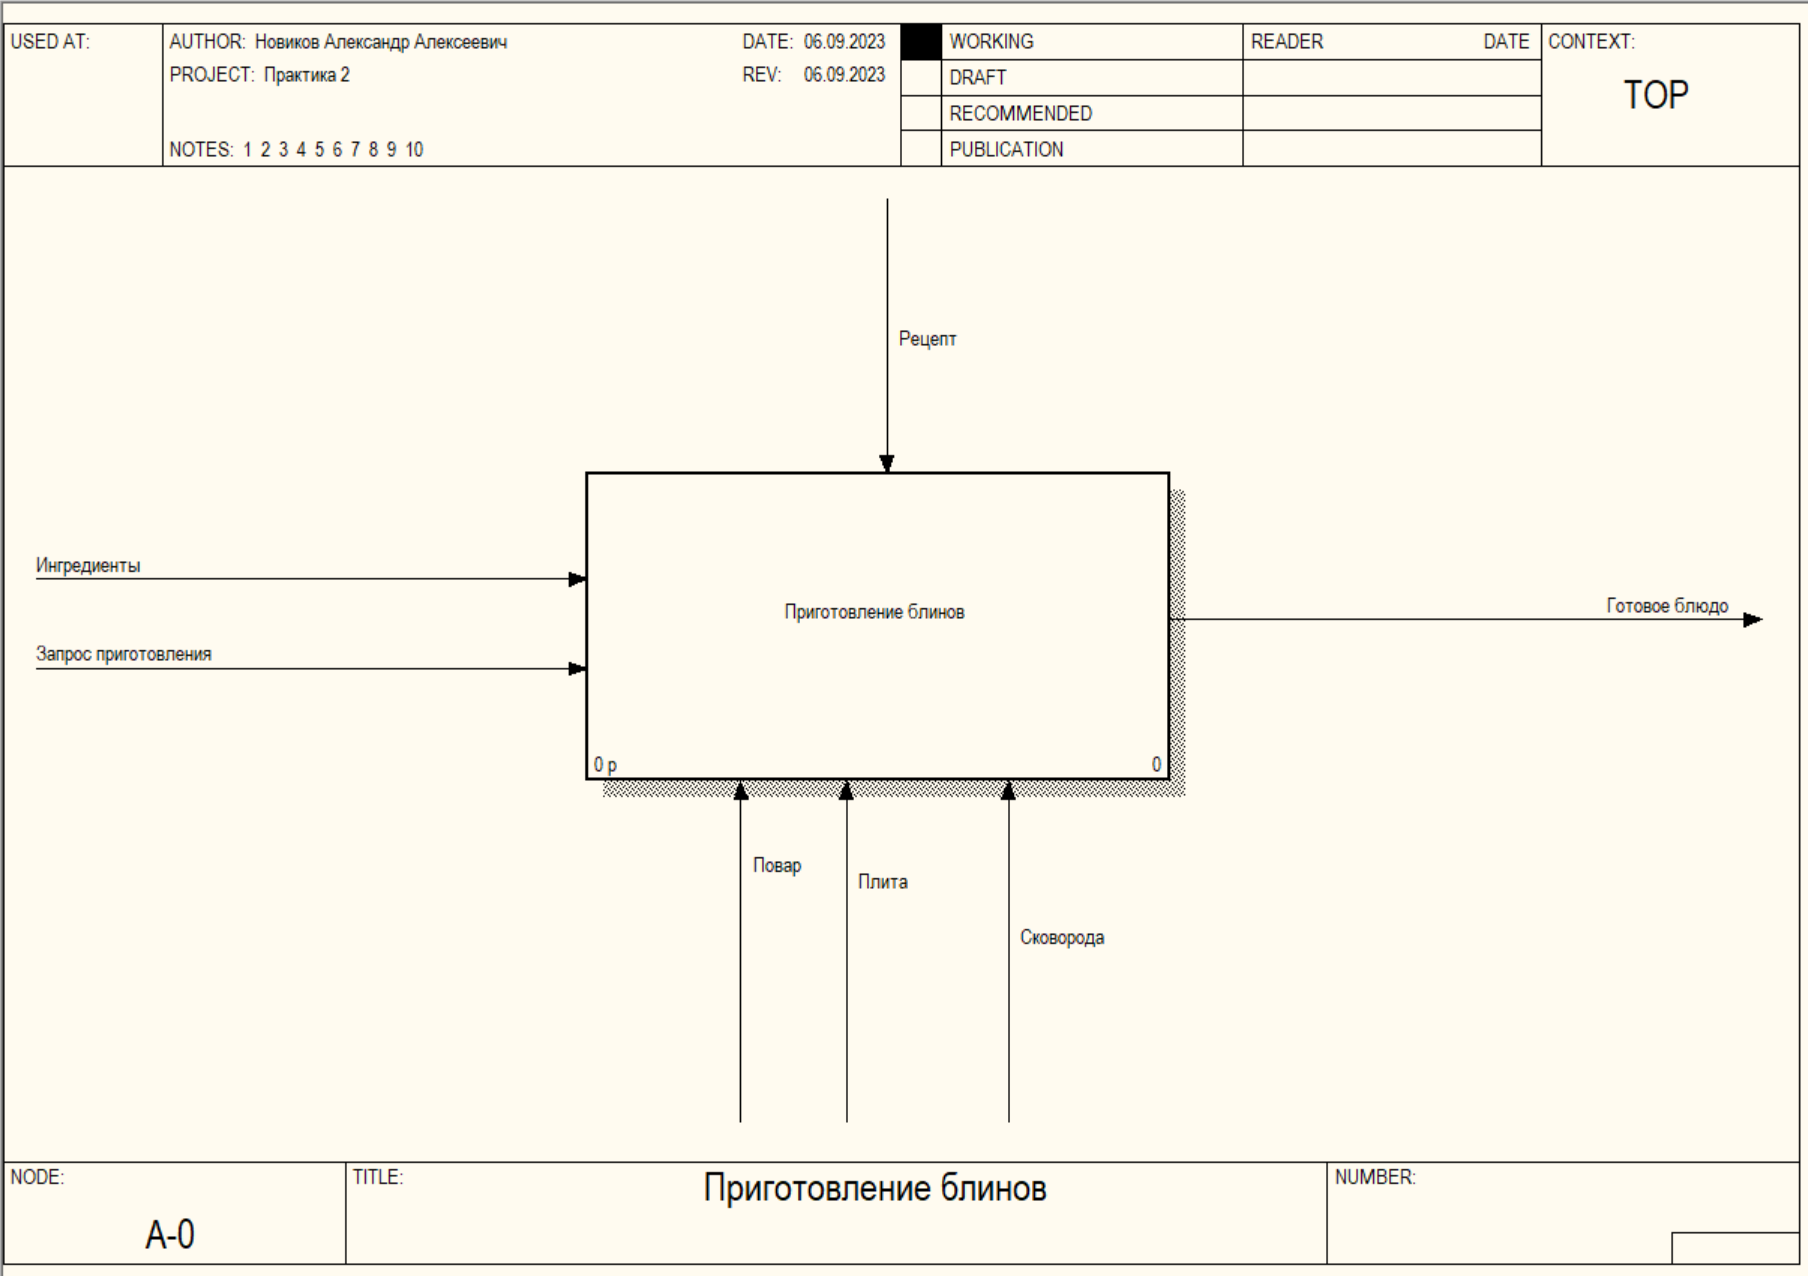 USED AT:
AUTHOR: Новиков Александр Алексеевич
DATE: 06.09.2023
PROJECT: Практика 2
REV: 06.09.2023
NOTES: 1 2 3 4 5 6 7 8 9 10
WORKING
DRAFT
RECOMMENDED
PUBLICATION
READER DATE
CONTEXT:
TOP
Рецепт
Ингредиенты
Запрос приготовления
Приготовление блинов
Готовое блюдо
0 р
0
Повар
Плита
Сковорода
NODE:
A-0
TITLE:
Приготовление блинов
NUMBER: